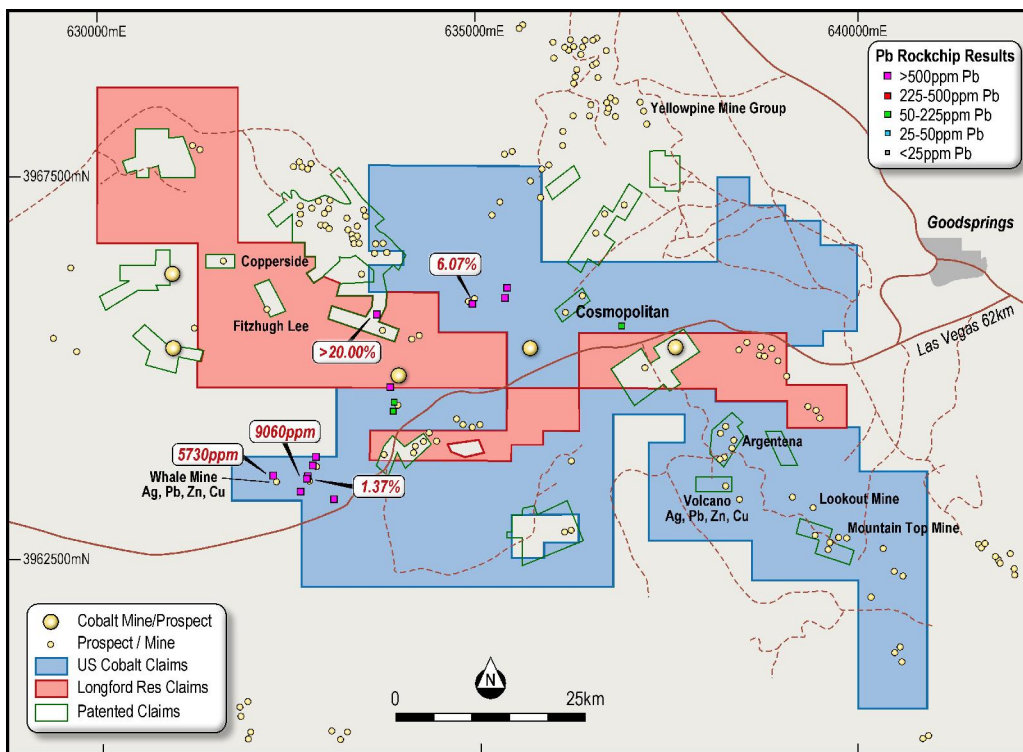 630000mE
635000mE
640000mE
Pb Rockchip Results
>500ppm Pb
225-500ppm Pb
50-225ppm Pb
25-50ppm Pb
<25ppm Pb
Yellowpine Mine Group
3967500mN
Goodsprings
Copperside
6.07%
Cosmopolitan
Fitzhugh Lee
Las Vegas 62km
>20.00%
9060ppm
5730ppm
Argentena
Whale Mine
Ag, Pb, Zn, Cu
1.37%
Volcano
Ag, Pb, Zn, Cu
Lookout Mine
Mountain Top Mine
3962500mN
Cobalt Mine/Prospect
Prospect / Mine
US Cobalt Claims
Longford Res Claims
Patented Claims
N
0
25km